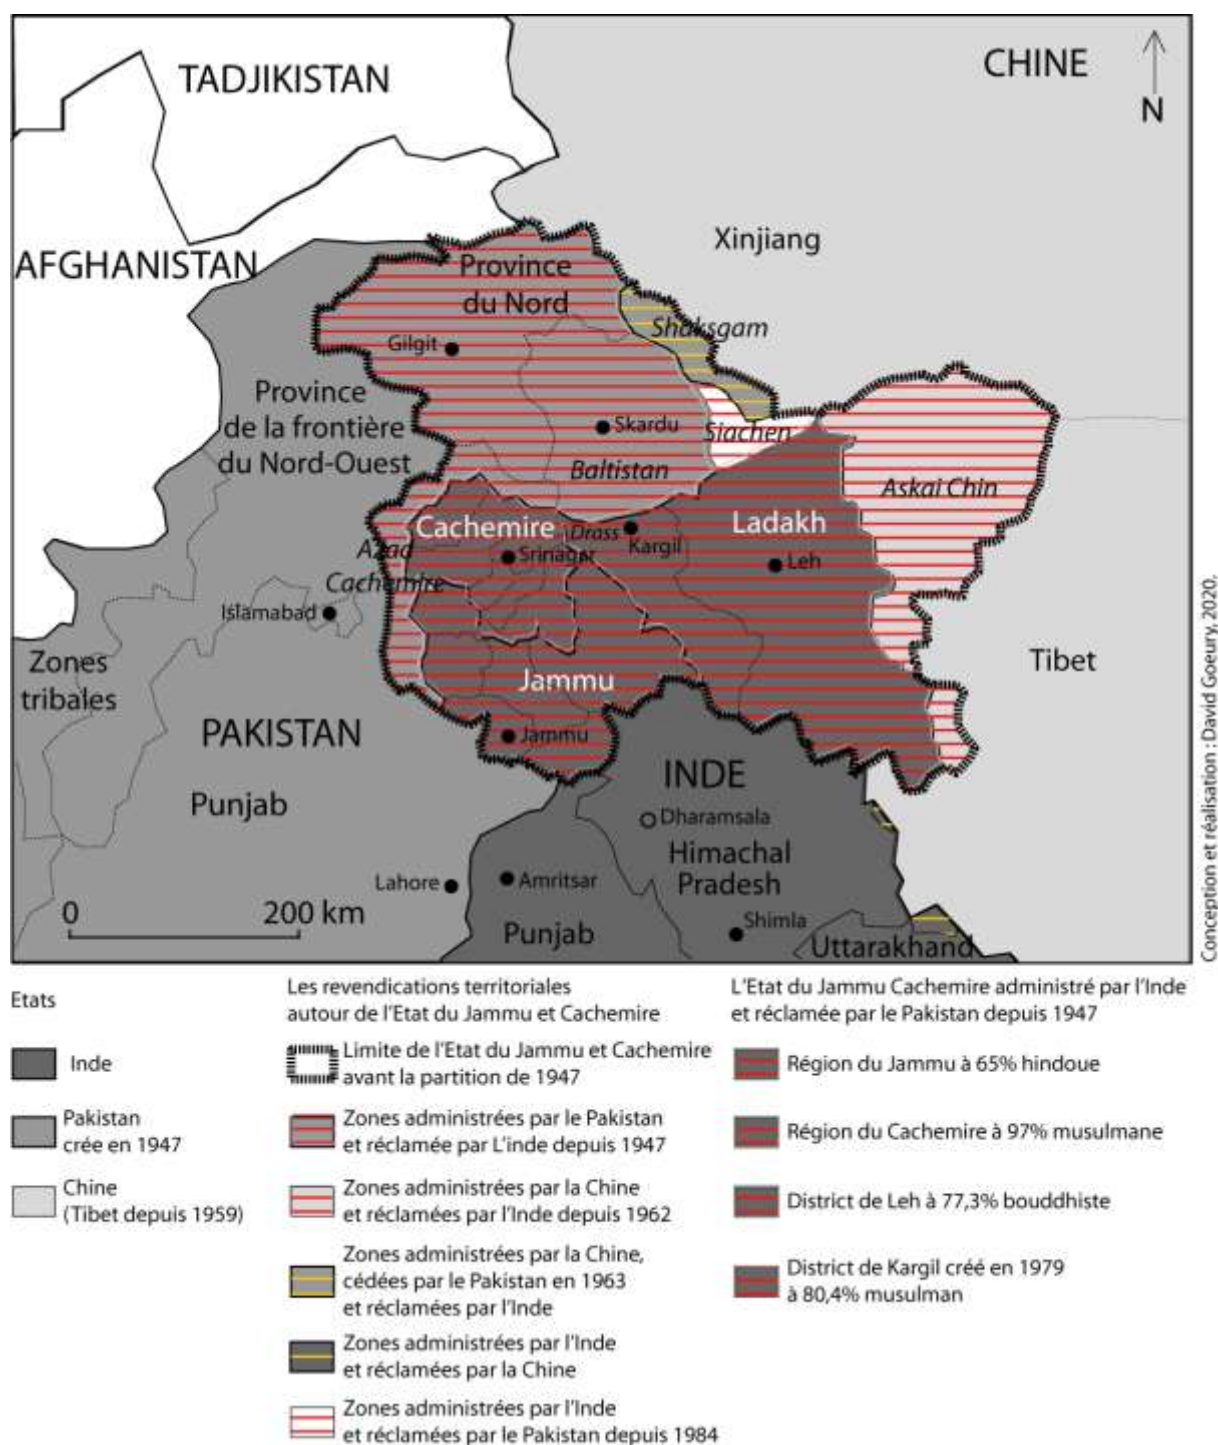 TADJIKISTAN
CHINE
N
Xinjiang
AFGHANISTAN
Province
du Nord
Shaksgam
Gilgit
Province
de la frontière
du Nord-Ouest
Skardu
Siachen
Baltistan
Askai Chin
Cachemire
Drass
Ladakh
Kargil
Azad
Cachemire
Srinagar
Leh
Islamabad
Zones
tribales
Tibet
Jammu
PAKISTAN
Jammu
Punjab
INDE
Dharamsala
Himachal
Pradesh
Lahore
Amritsar
0
200 km
Punjab
Shimla
Uttarakhand
Conception et réalisation : David Goeury, 2020.
Etats
Inde
Pakistan
crée en 1947
Chine
(Tibet depuis 1959)
Les revendications territoriales
autour de l'Etat du Jammu et Cachemire
Limite de l'Etat du Jammu et Cachemire
avant la partition de 1947
Zones administrées par le Pakistan
et réclamée par L'inde depuis 1947
Zones administrées par la Chine
et réclamées par l'Inde depuis 1962
Zones administrées par la Chine,
cédées par le Pakistan en 1963
et réclamées par l'Inde
Zones administrées par l'Inde
et réclamées par la Chine
Zones administrées par l'Inde
et réclamées par le Pakistan depuis 1984
L'Etat du Jammu Cachemire administré par l'Inde
et réclamée par le Pakistan depuis 1947
Région du Jammu à 65% hindoue
Région du Cachemire à 97% musulmane
District de Leh à 77,3% bouddhiste
District de Kargil créé en 1979
à 80,4% musulman